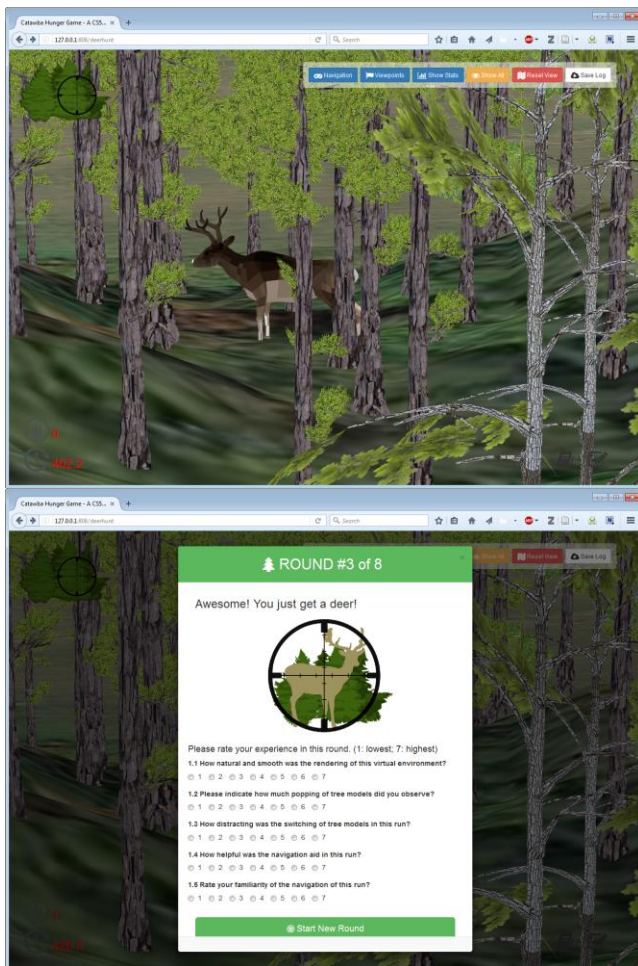 Catawba Hunger Game - A CS5...
127.0.0.1
Search
Navigation
Viewpoints
Show Stats
Show All
Reset View
Save Log
0
Catawba Hunger Game - A CS5...
127.0.0.1
Search
Show All
Reset View
Save Log
ROUND #3 of 8
Awesome! You just get a deer!
Please rate your experience in this round. (1: lowest; 7: highest)
1.1 How natural and smooth was the rendering of this virtual environment?
1 2 3 4 5 6 7
1.2 Please indicate how much popping of tree models did you observe?
1 2 3 4 5 6 7
1.3 How distracting was the switching of tree models in this run?
1 2 3 4 5 6 7
1.4 How helpful was the navigation aid in this run?
1 2 3 4 5 6 7
1.5 Rate your familiarity of the navigation of this run?
1 2 3 4 5 6 7
Start New Round